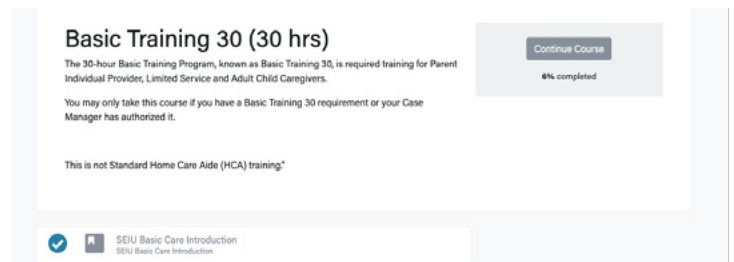 Basic Training 30 (30 hrs)
The 30-hour Basic Training Program, known as Basic Training 30, is required training for Parent
Individual Provider, Limited Service and Adult Child Caregivers.
You may only take this course if you have a Basic Training 30 requirement or your Case
Manager has authorized it.
This is not Standard Home Care Aide (HCA) training."
Continue Course
6% completed
SEIU Basic Care Introduction
SEIU Basic Care Introduction